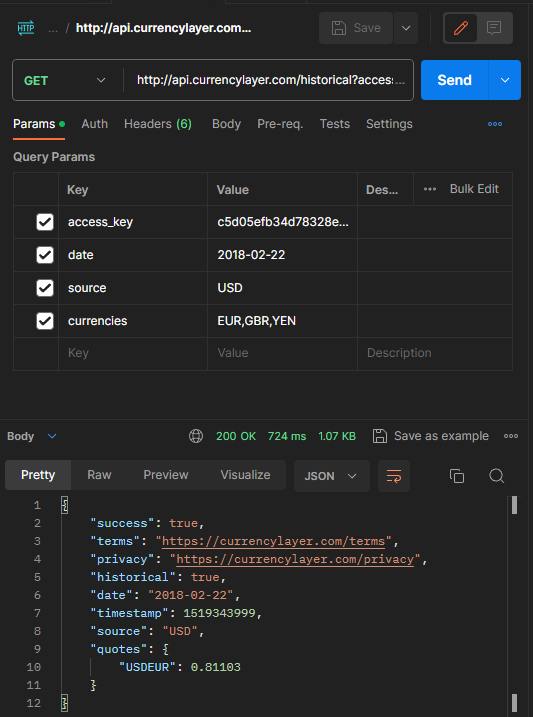 HTTP ... / http://api.currencylayer.com... Save
GET http://api.currencylayer.com/historical?access... Send
Params Auth Headers (6) Body Pre-req. Tests Settings
Query Params
Key Value Des... Bulk Edit
access_key c5d05efb34d78328e...
date 2018-02-22
source USD
currencies EUR,GBR,YEN
Key Value Description
Body 200 OK 724 ms 1.07 KB Save as example
Pretty Raw Preview Visualize JSON
1 {
2 "success": true,
3 "terms": "https://currencylayer.com/terms",
4 "privacy": "https://currencylayer.com/privacy",
5 "historical": true,
6 "date": "2018-02-22",
7 "timestamp": 1519343999,
8 "source": "USD",
9 "quotes": {
10 "USDEUR": 0.81103
11 }
12 }